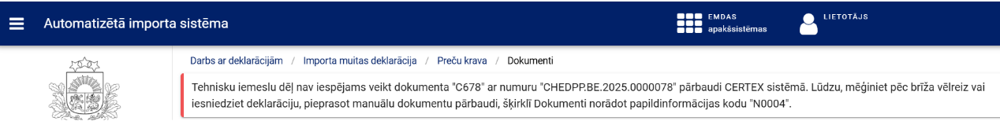 Automatizētā importa sistēma
EMDAS
apakšsistēmas
LIETOTĀJS
Darbs ar deklarācijām / Importa muitas deklarācija / Preču krava / Dokumenti
Tehnisku iemeslu dēļ nav iespējams veikt dokumenta "C678" ar numuru "CHEDPP.BE.2025.0000078" pārbaudi CERTEX sistēmā. Lūdzu, mēģiniet pēc brīža vēlreiz vai
iesniedziet deklarāciju, pieprasot manuālu dokumentu pārbaudi, šķirklī Dokumenti norādot papildinformācijas kodu "N0004".